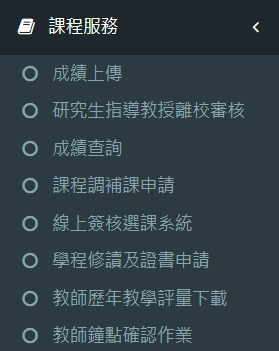 課程服務
成績上傳
研究生指導教授離校審核
成績查詢
課程調補課申請
線上簽核選課系統
學程修讀及證書申請
教師歷年教學評量下載
教師鐘點確認作業